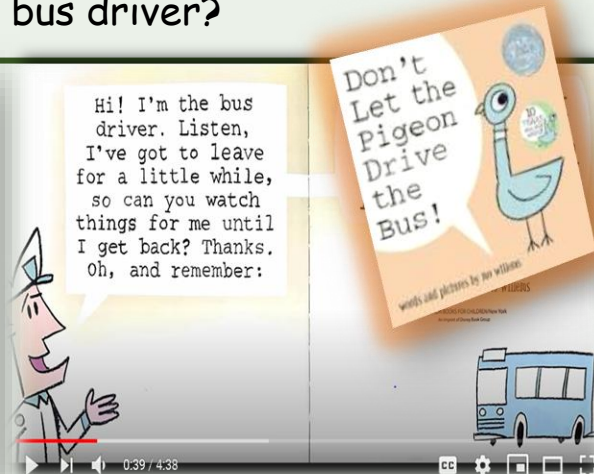 bus driver?
Hi! I'm the bus
driver. Listen,
I've got to leave
for a little while,
so can you watch
things for me until
I get back? Thanks.
Oh, and remember:
Don't
Let the
Pigeon
Drive
the
Bus!
words and pictures by mo willems
0:39 / 4:38
CC